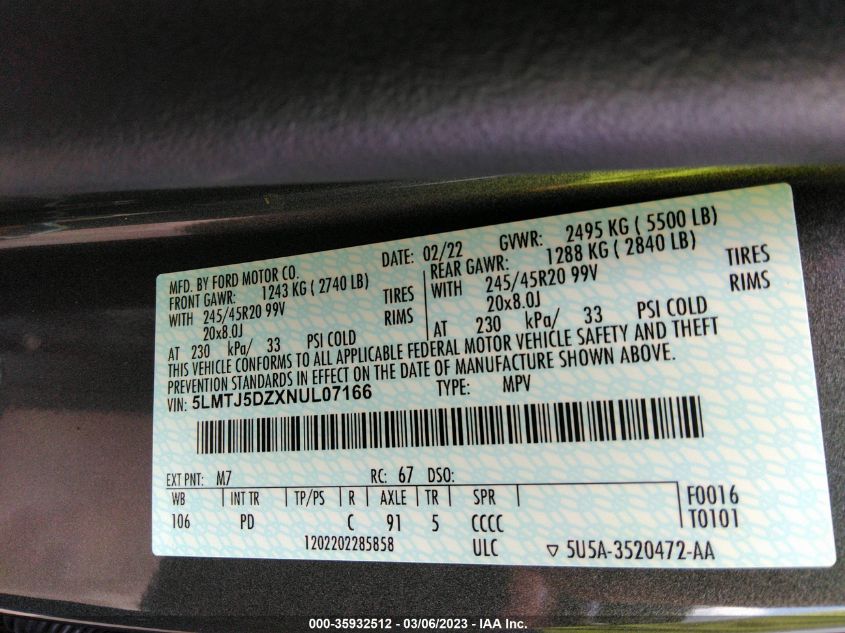 MFD. BY FORD MOTOR CO. DATE: 02/22 GVWR: 2495 KG ( 5500 LB)
FRONT GAWR: 1243 KG ( 2740 LB) REAR GAWR: 1288 KG ( 2840 LB)
WITH 245/45R20 99V TIRES WITH 245/45R20 99V TIRES
20x8.0J RIMS 20x8.0J RIMS
AT 230 kPa/ 33 PSI COLD AT 230 kPa/ 33 PSI COLD
THIS VEHICLE CONFORMS TO ALL APPLICABLE FEDERAL MOTOR VEHICLE SAFETY AND THEFT
PREVENTION STANDARDS IN EFFECT ON THE DATE OF MANUFACTURE SHOWN ABOVE.
VIN: 5LMTJ5DZXNUL07166 TYPE: MPV
EXT PNT: M7 RC: 67 DSO:
WB INT TR TP/PS R AXLE TR SPR F0016
106 PD C 91 5 CCCC T0101
1202202285858 ULC ▽ 5U5A-3520472-AA
000-35932512 - 03/06/2023 - IAA Inc.